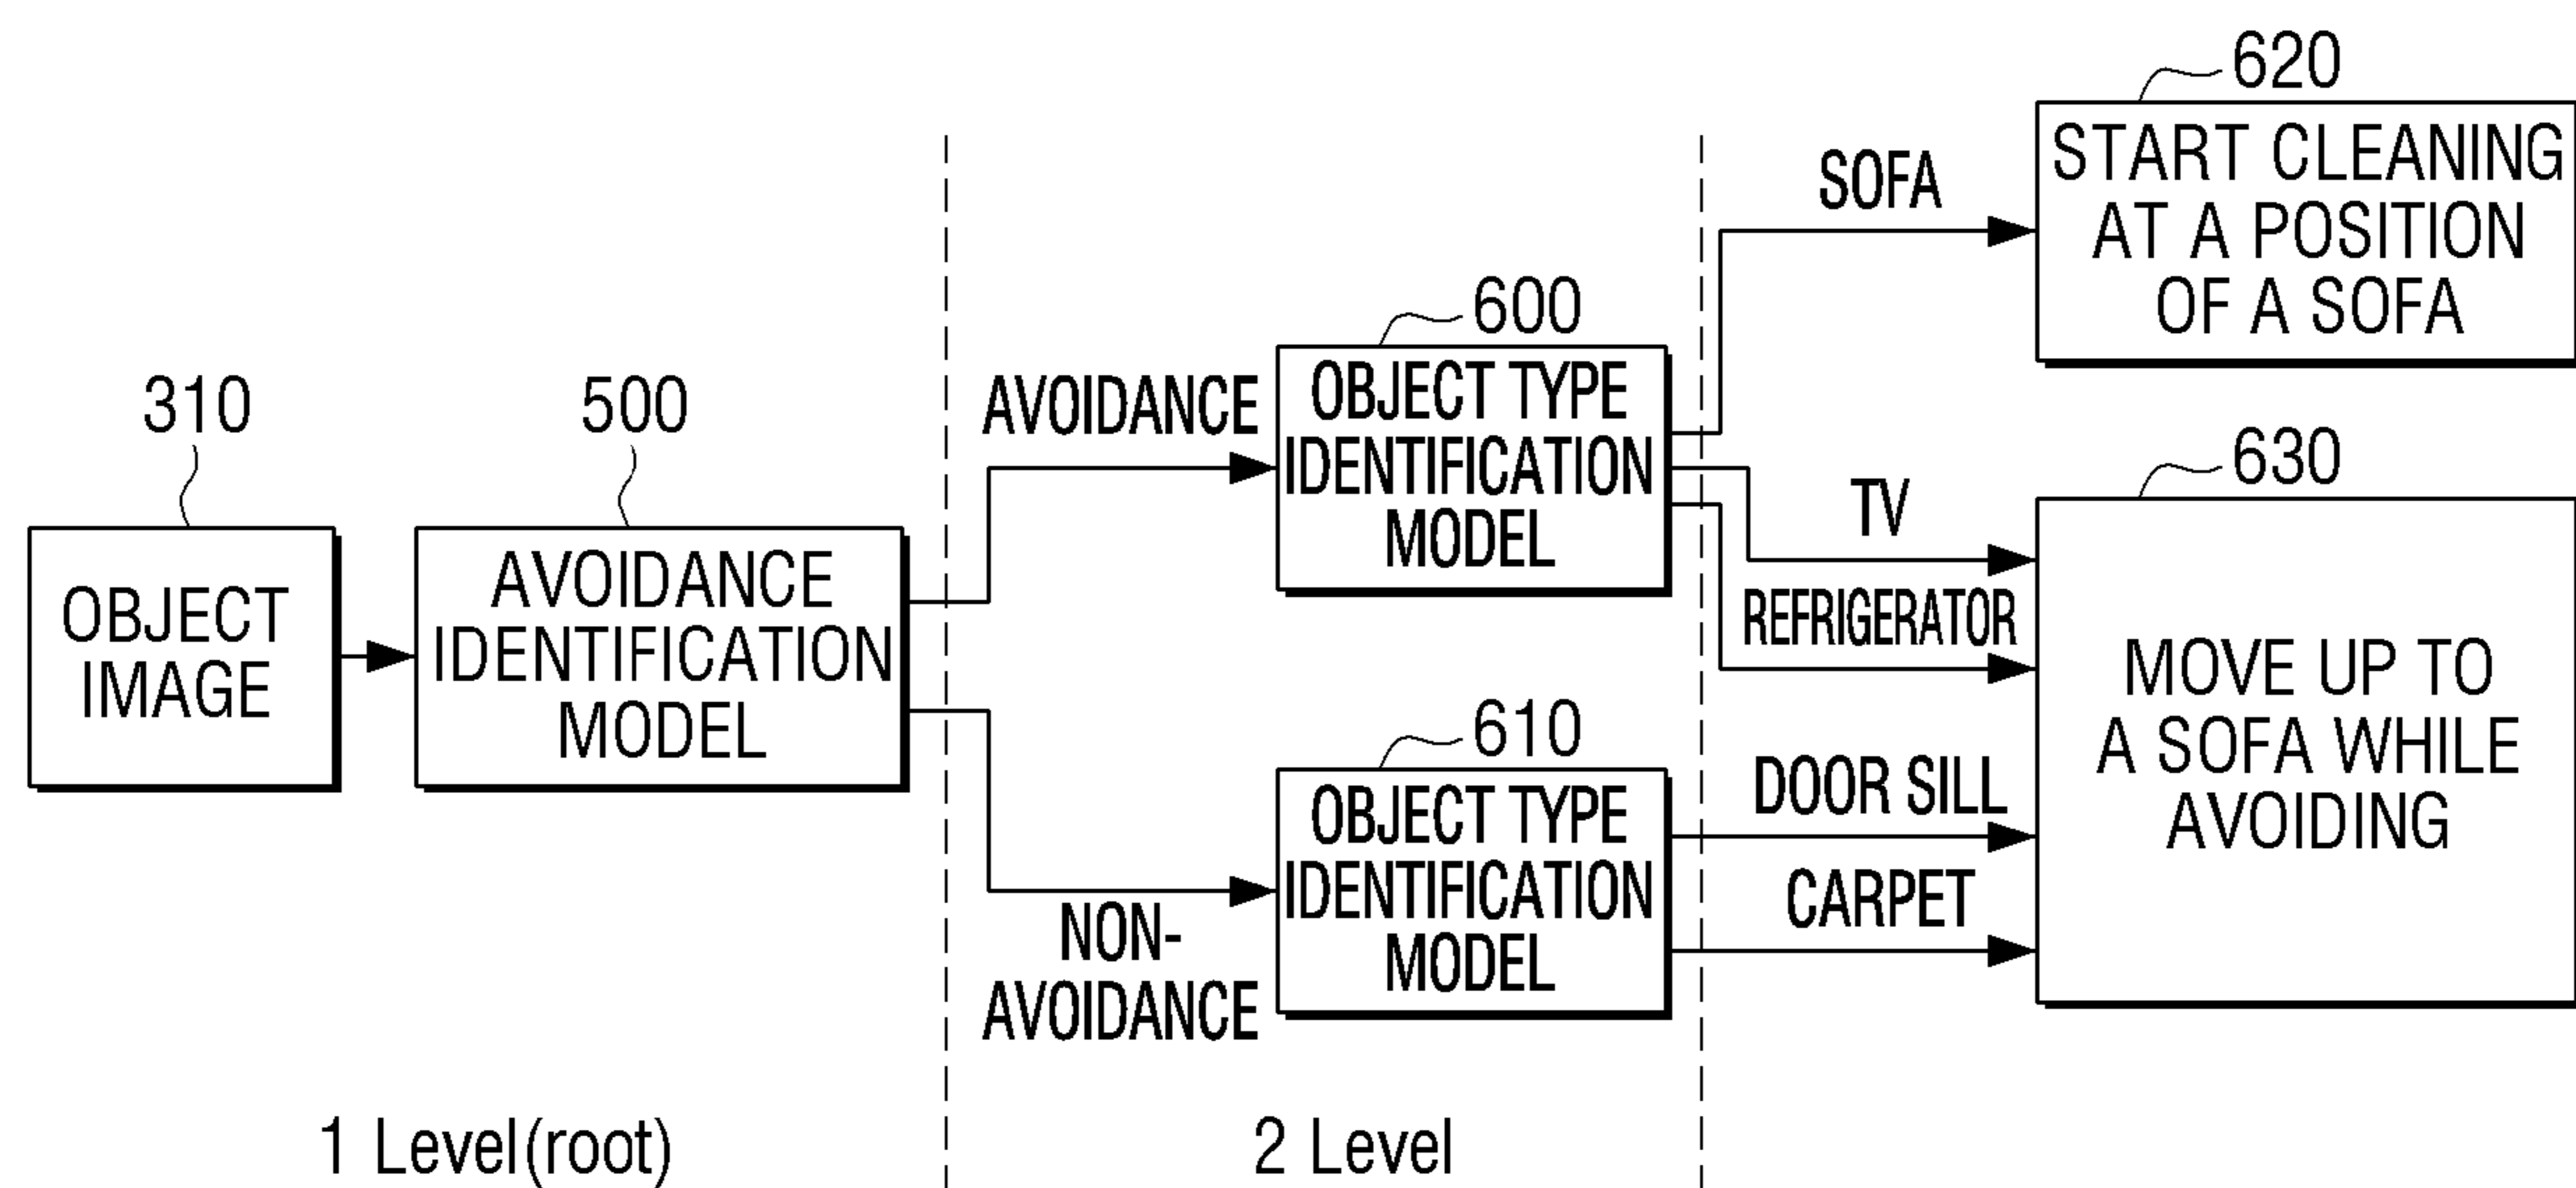 310
OBJECT
IMAGE
500
AVOIDANCE
IDENTIFICATION
MODEL
AVOIDANCE
NON-
AVOIDANCE
600
OBJECT TYPE
IDENTIFICATION
MODEL
610
OBJECT TYPE
IDENTIFICATION
MODEL
SOFA
TV
REFRIGERATOR
DOOR SILL
CARPET
620
START CLEANING
AT A POSITION
OF A SOFA
630
MOVE UP TO
A SOFA WHILE
AVOIDING
1 Level(root)
2 Level